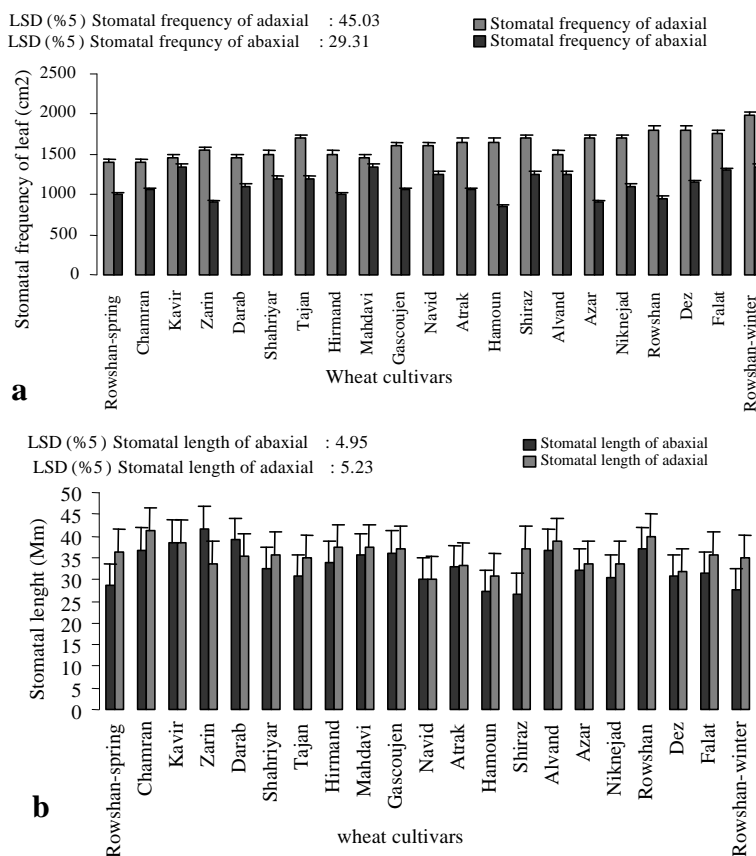 LSD (%5) Stomatal frequency of adaxial : 45.03
LSD (%5) Stomatal frequncy of abaxial : 29.31
Stomatal frequency of adaxial
Stomatal frequency of abaxial
Stomatal frequency of leaf (cm2)
2500
2000
1500
1000
500
0
Rowshan-spring
Chamran
Kavir
Zarin
Darab
Shahriyar
Tajan
Hirmand
Mahdavi
Gascoujen
Navid
Atrak
Hamoun
Shiraz
Alvand
Azar
Niknejad
Rowshan
Dez
Falat
Rowshan-winter
Wheat cultivars
a
LSD (%5) Stomatal length of abaxial : 4.95
LSD (%5) Stomatal length of adaxial : 5.23
Stomatal length of abaxial
Stomatal length of adaxial
Stomatal lenght (Mm)
50
45
40
35
30
25
20
15
10
5
0
Rowshan-spring
Chamran
Kavir
Zarin
Darab
Shahriyar
Tajan
Hirmand
Mahdavi
Gascoujen
Navid
Atrak
Hamoun
Shiraz
Alvand
Azar
Niknejad
Rowshan
Dez
Falat
Rowshan-winter
b
wheat cultivars